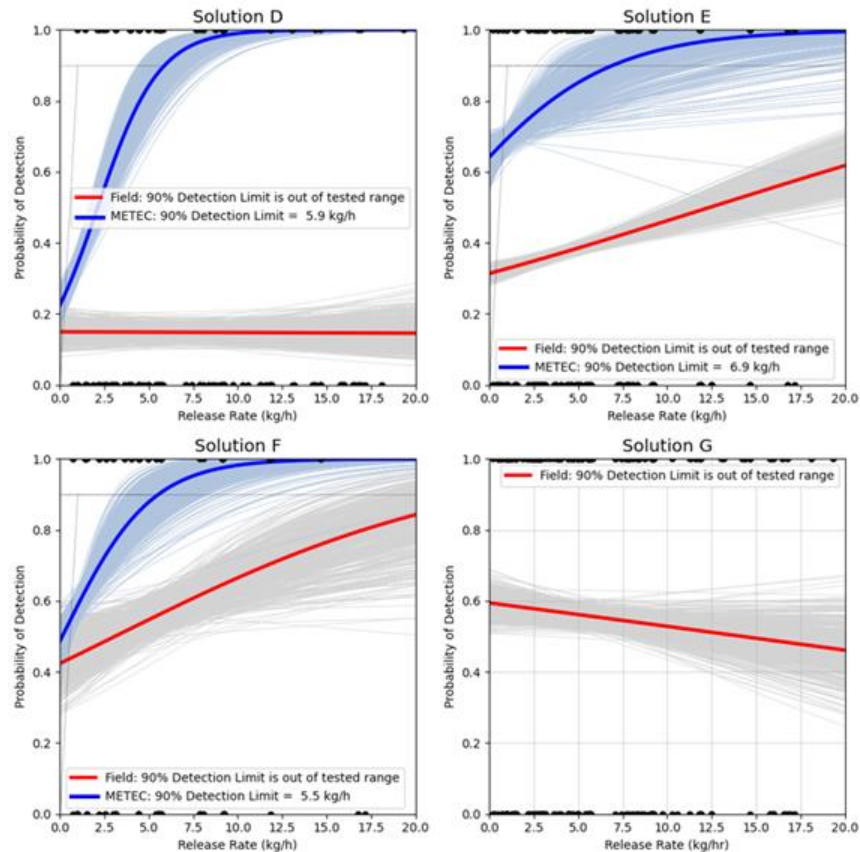 Solution D
1.0
0.8
0.6
0.4
0.2
0.0
Probability of Detection
Field: 90% Detection Limit is out of tested range
METEC: 90% Detection Limit = 5.9 kg/h
0.0 2.5 5.0 7.5 10.0 12.5 15.0 17.5 20.0
Release Rate (kg/h)
Solution E
1.0
0.8
0.6
0.4
0.2
0.0
Probability of Detection
Field: 90% Detection Limit is out of tested range
METEC: 90% Detection Limit = 6.9 kg/h
0.0 2.5 5.0 7.5 10.0 12.5 15.0 17.5 20.0
Release Rate (kg/h)
Solution F
1.0
0.8
0.6
0.4
0.2
0.0
Probability of Detection
Field: 90% Detection Limit is out of tested range
METEC: 90% Detection Limit = 5.5 kg/h
0.0 2.5 5.0 7.5 10.0 12.5 15.0 17.5 20.0
Release Rate (kg/h)
Solution G
Field: 90% Detection Limit is out of tested range
1.0
0.8
0.6
0.4
0.2
0.0
Probability of Detection
0.0 2.5 5.0 7.5 10.0 12.5 15.0 17.5 20.0
Release Rate (kg/hr)